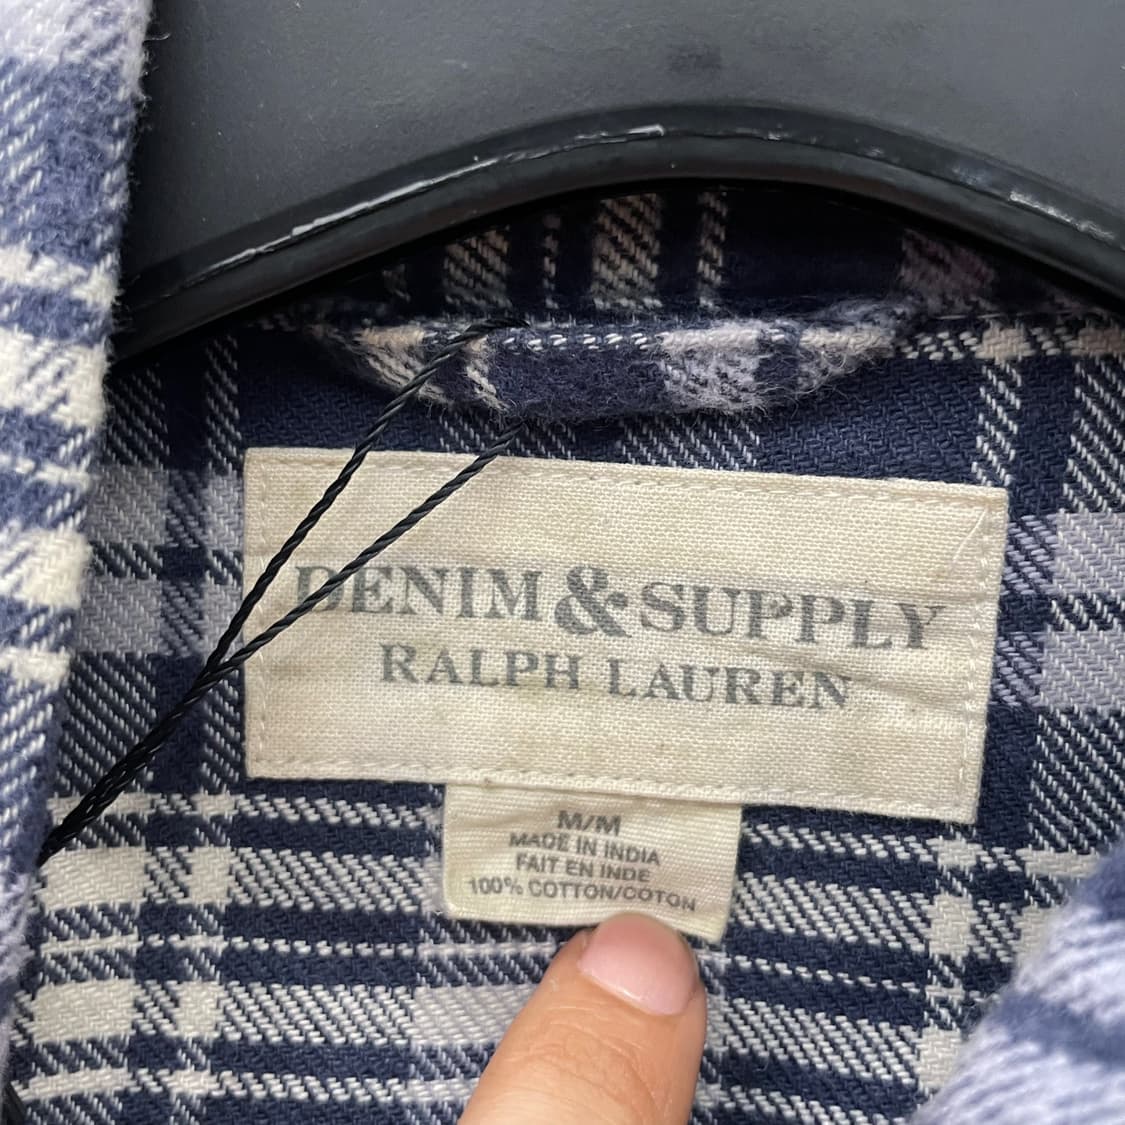 DENIM & SUPPLY
RALPH LAUREN
M/M
MADE IN INDIA
FAIT EN INDE
100% COTTON/COTON